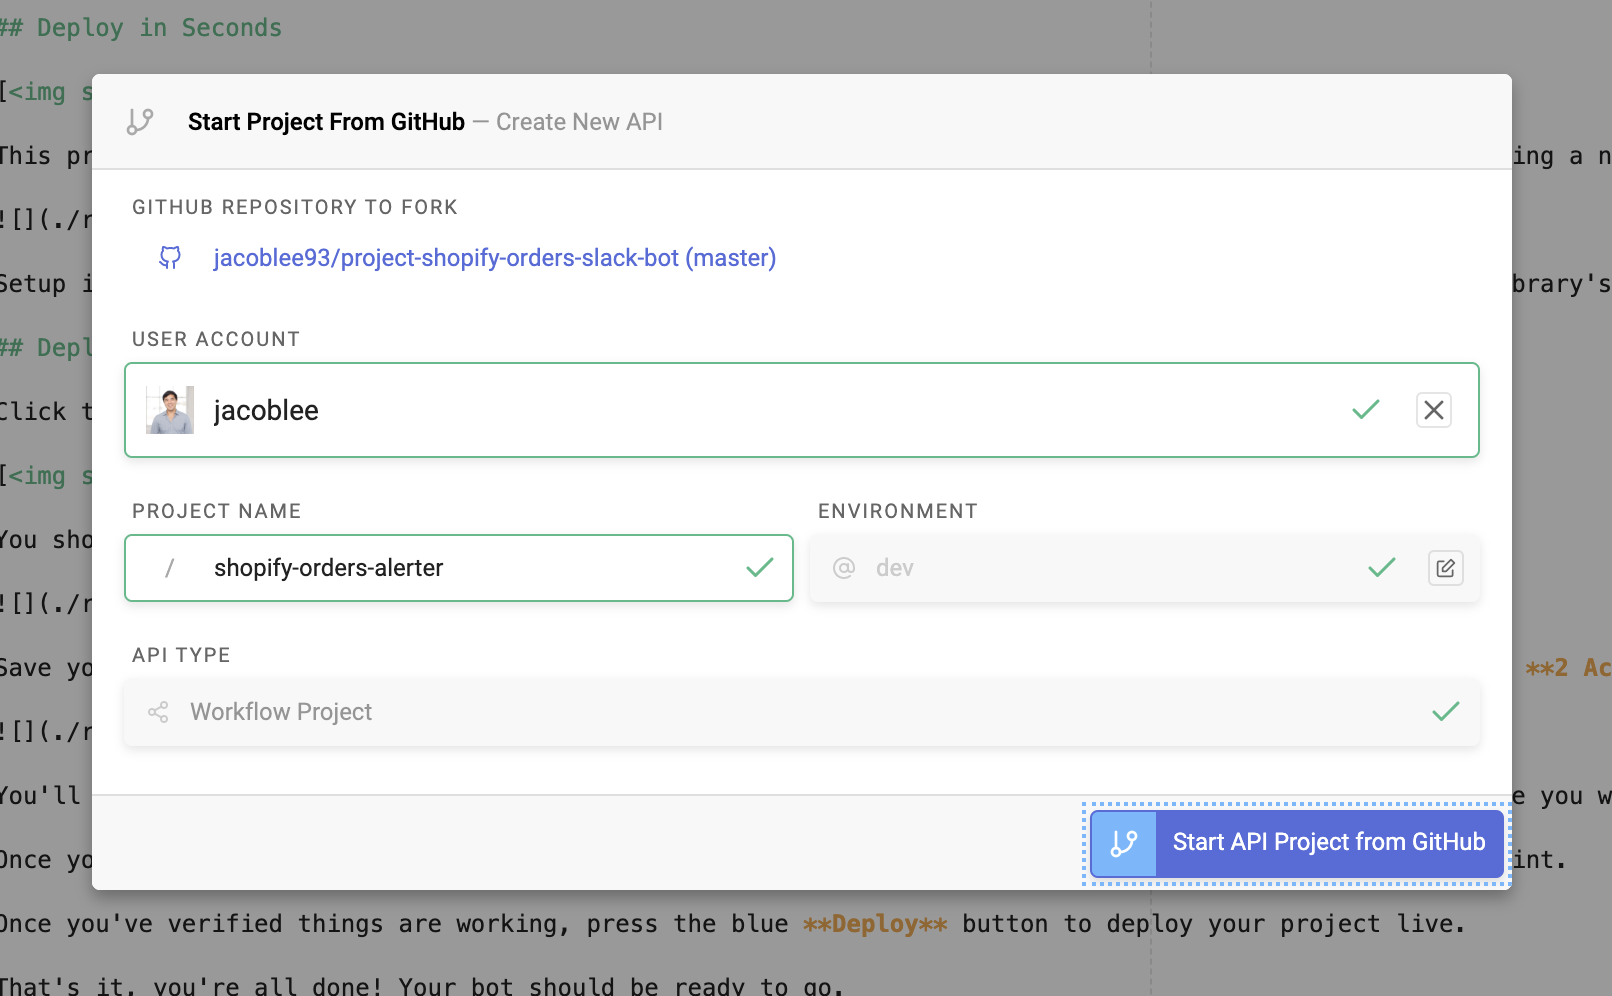 ## Deploy in Seconds
[<img s
Start Project From GitHub — Create New API
This pr
ing a n
GITHUB REPOSITORY TO FORK
![](./r
jacoblee93/project-shopify-orders-slack-bot (master)
Setup i
brary's
USER ACCOUNT
## Depl
jacoblee
Click t
[<img s
PROJECT NAME
ENVIRONMENT
You sho
/ shopify-orders-alerter
@ dev
![](./r
API TYPE
Save yo
**2 Ac
Workflow Project
![](./r
You'll
e you w
Start API Project from GitHub
Once yo
int.
Once you've verified things are working, press the blue **Deploy** button to deploy your project live.
That's it, you're all done! Your bot should be ready to go.